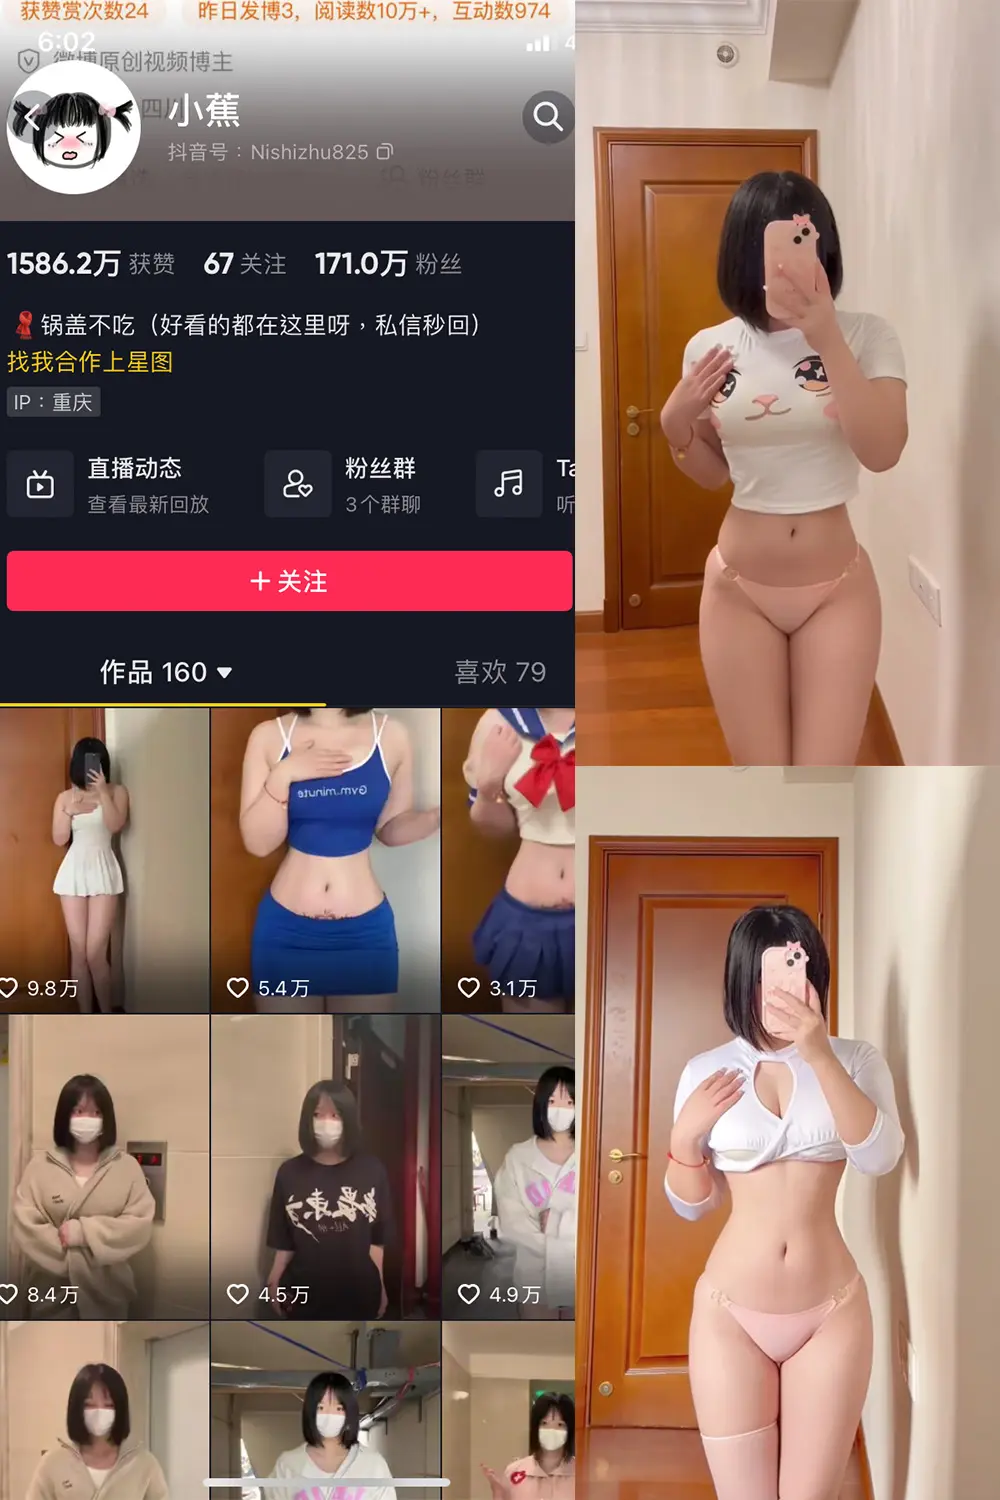 获赞赏次数24 昨日发博3，阅读数10万+，互动数974
6:02
4
微博原创视频博主
四川
小蕉
抖音号：Nishizhu825
粉丝群
1586.2万 获赞 67 关注 171.0万 粉丝
锅盖不吃（好看的都在这里呀，私信秒回）
找我合作上星图
IP：重庆
直播动态
查看最新回放
粉丝群
3个群聊
Ta
听
+ 关注
作品 160
喜欢 79
Gym.minute
9.8万
5.4万
3.1万
8.4万
4.5万
4.9万